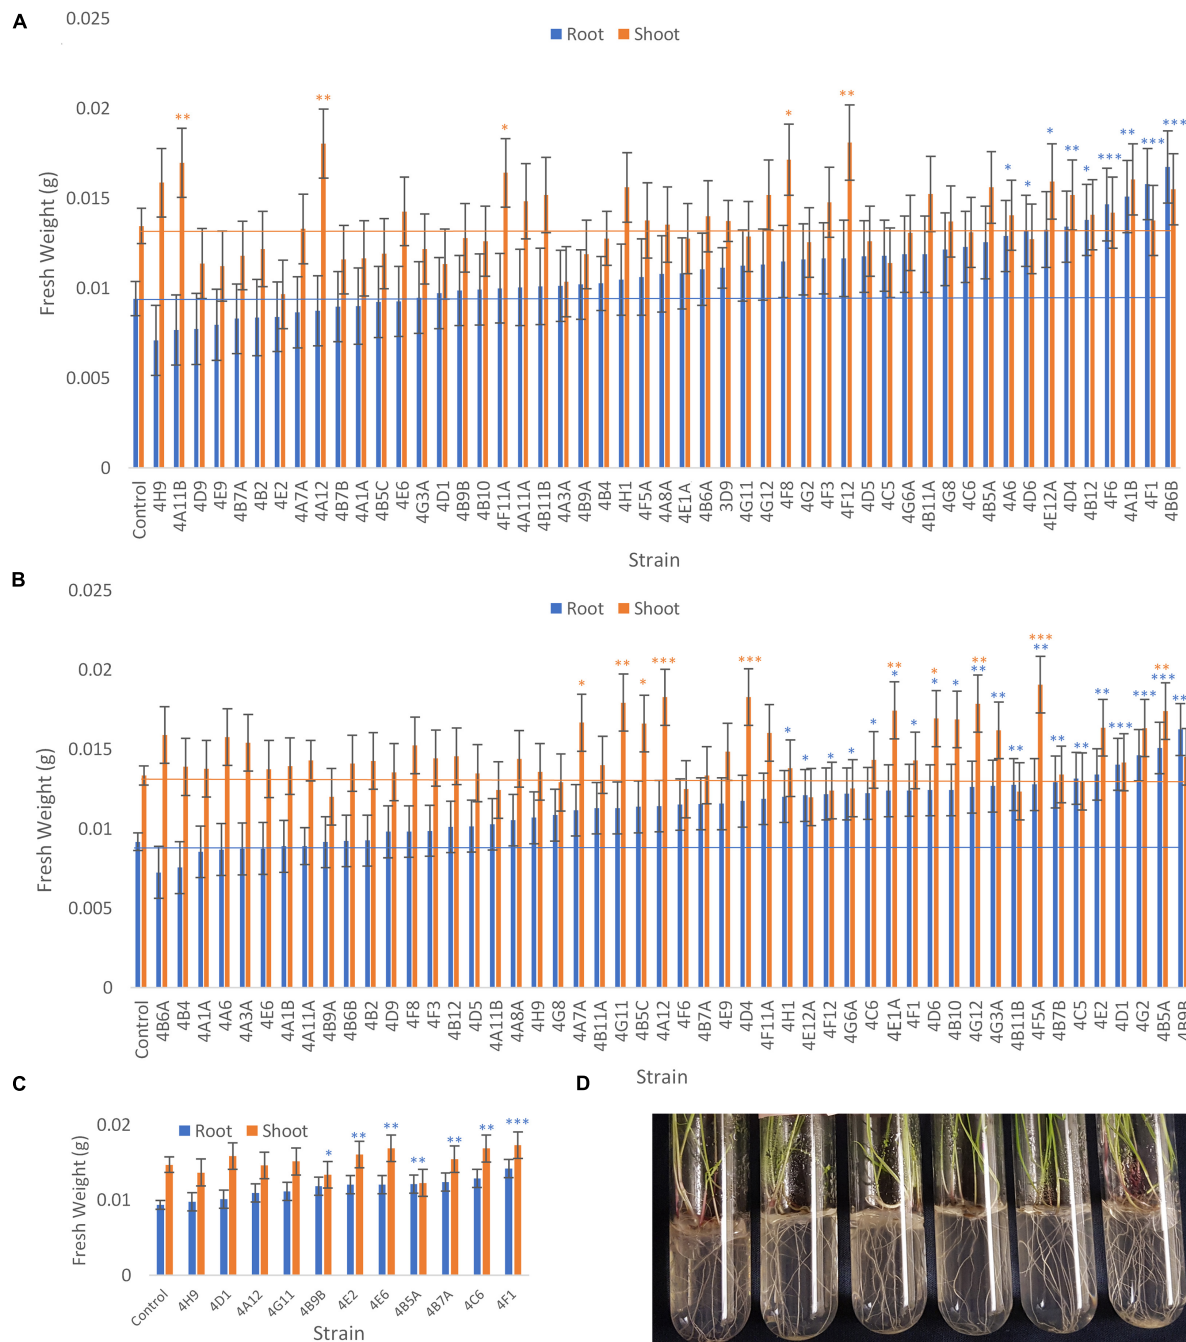 A
0.025
Root Shoot
0.02
0.015
0.01
0.005
0
Fresh Weight (g)
** ** * * ** * * * ** * *** ** *** ***
Control 4H9 4A11B 4D9 4E9 4B7A 4B2 4E2 4A7A 4A12 4B7B 4A1A 4B5C 4E6 4G3A 4D1 4B9B 4B10 4F11A 4A11A 4B11B 4A3A 4B9A 4B4 4H1 4F5A 4A8A 4E1A 4B6A 3D9 4G11 4G12 4F8 4G2 4F3 4F12 4D5 4C5 4G6A 4B11A 4G8 4C6 4B5A 4A6 4D6 4E12A 4D4 4B12 4F6 4A1B 4F1 4B6B
Strain
B
0.025
Root Shoot
0.02
0.015
0.01
0.005
0
Fresh Weight (g)
*** ** * ** * *** *** ** * ** ** **
* * * * * * * * * ** ** ** ** ** ** *** *** *** **
Control 4B6A 4B4 4A1A 4A6 4A3A 4E6 4A1B 4A11A 4B9A 4B6B 4B2 4D9 4F8 4F3 4B12 4D5 4A11B 4A8A 4H9 4G8 4A7A 4B11A 4G11 4B5C 4A12 4F6 4B7A 4E9 4D4 4F11A 4H1 4E12A 4F12 4G6A 4C6 4E1A 4F1 4D6 4B10 4G12 4G3A 4B11B 4F5A 4B7B 4C5 4E2 4D1 4G2 4B5A 4B9B
Strain
C
0.02
Root Shoot
0.01
0
Fresh Weight (g)
* ** ** ** ** ** ***
Control 4H9 4D1 4A12 4G11 4B9B 4E2 4E6 4B5A 4B7A 4C6 4F1
Strain
D